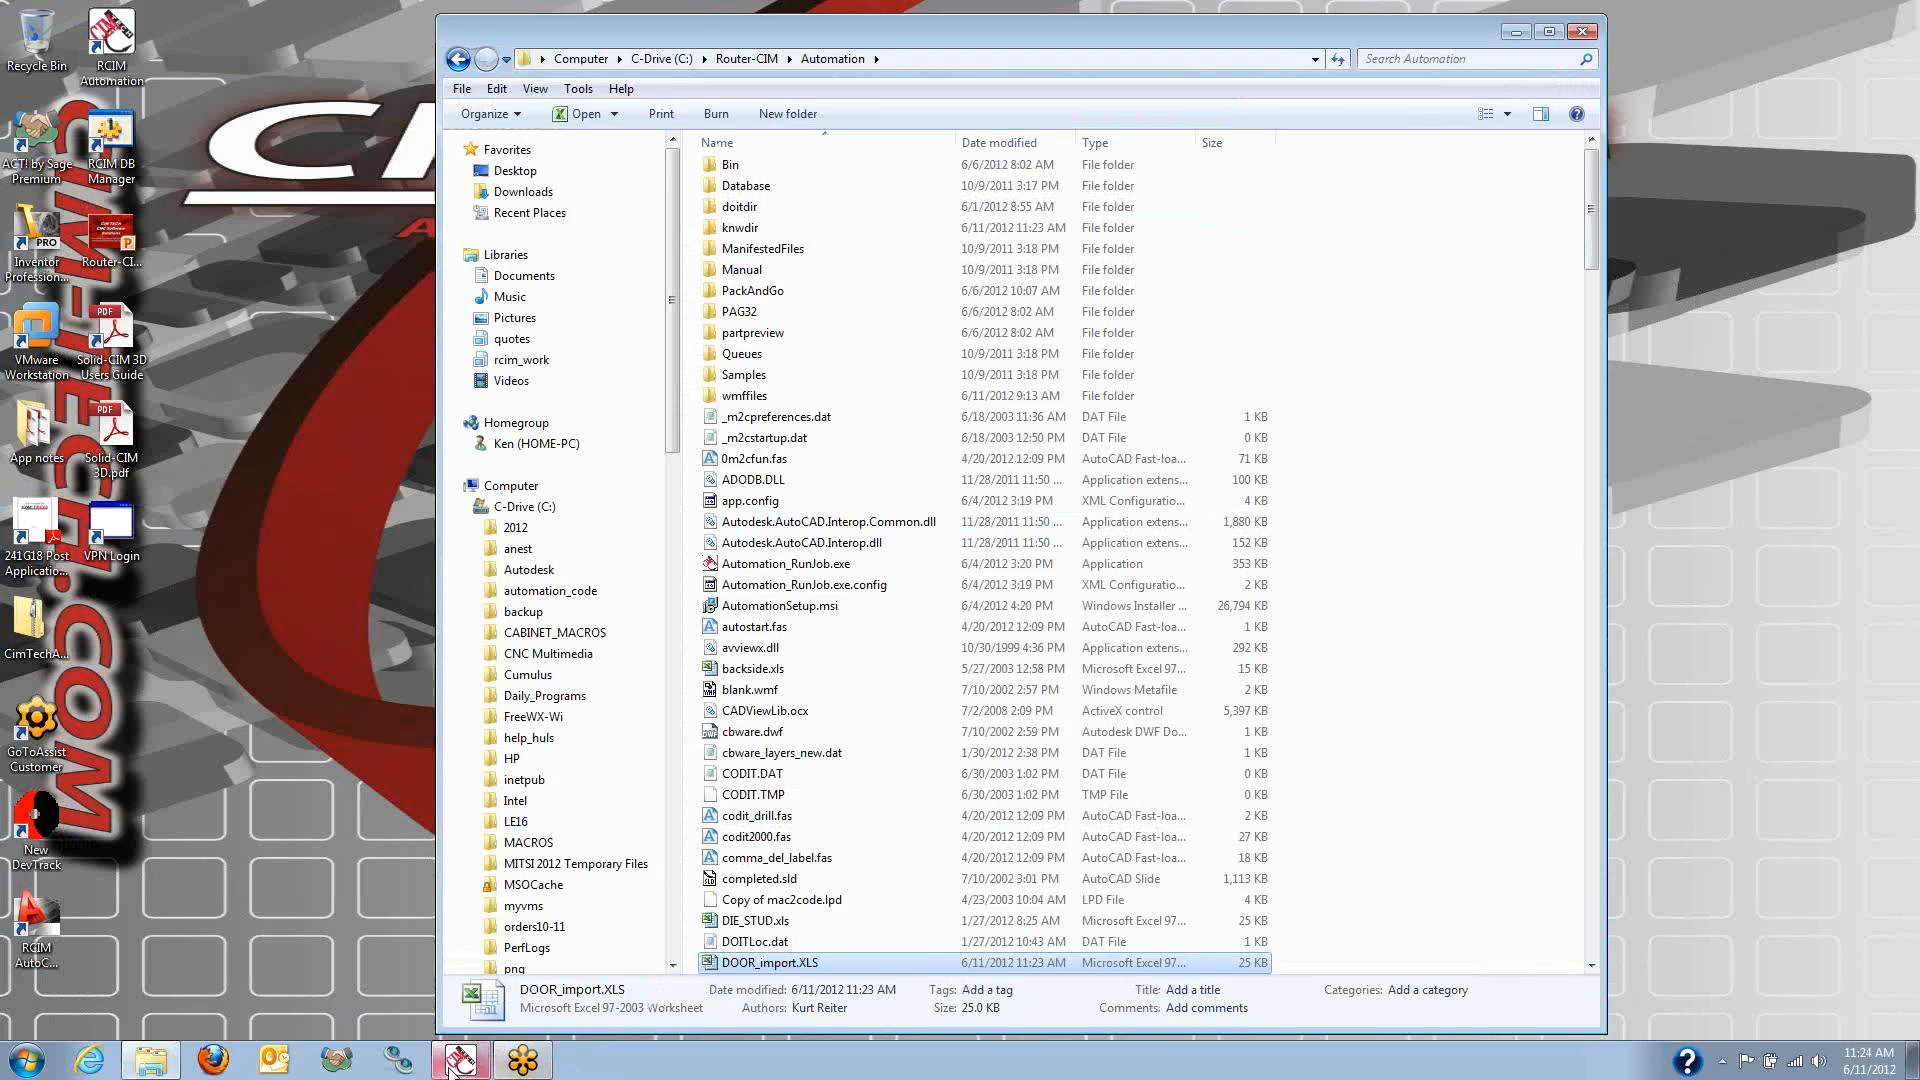 Recycle Bin
RCIM
Automation
ACT! by Sage
Premium
RCIM DB
Manager
Inventor
Profession...
Router-CI...
VMware
Workstation
Solid-CIM 3D
Users Guide
App notes
Solid-CIM
3D.pdf
241G18 Post
Applicatio...
VPN Login
CimTechA...
GoToAssist
Customer
New
DevTrack
RCIM
AutoC...
CIM-TECH.COM
Computer
C-Drive (C:)
Router-CIM
Automation
Search Automation
File Edit View Tools Help
Organize Open Print Burn New folder
Favorites
Desktop
Downloads
Recent Places
Libraries
Documents
Music
Pictures
quotes
rcim_work
Videos
Homegroup
Ken (HOME-PC)
Computer
C-Drive (C:)
2012
anest
Autodesk
automation_code
backup
CABINET_MACROS
CNC Multimedia
Cumulus
Daily_Programs
FreeWX-Wi
help_huls
HP
inetpub
Intel
LE16
MACROS
MITSI 2012 Temporary Files
MSOCache
myvms
orders10-11
PerfLogs
png
Name Date modified Type Size
Bin 6/6/2012 8:02 AM File folder
Database 10/9/2011 3:17 PM File folder
doitdir 6/1/2012 8:55 AM File folder
knwdir 6/11/2012 11:23 AM File folder
ManifestedFiles 10/9/2011 3:18 PM File folder
Manual 10/9/2011 3:18 PM File folder
PackAndGo 6/6/2012 10:07 AM File folder
PAG32 6/6/2012 8:02 AM File folder
partpreview 6/6/2012 8:02 AM File folder
Queues 10/9/2011 3:18 PM File folder
Samples 10/9/2011 3:18 PM File folder
wmffiles 6/11/2012 9:13 AM File folder
_m2cpreferences.dat 6/18/2003 11:36 AM DAT File 1 KB
_m2cstartup.dat 6/18/2003 12:50 PM DAT File 0 KB
0m2cfun.fas 4/20/2012 12:09 PM AutoCAD Fast-loa... 71 KB
ADODB.DLL 11/28/2011 11:50 ... Application extens... 100 KB
app.config 6/4/2012 3:19 PM XML Configuratio... 4 KB
Autodesk.AutoCAD.Interop.Common.dll 11/28/2011 11:50 ... Application extens... 1,880 KB
Autodesk.AutoCAD.Interop.dll 11/28/2011 11:50 ... Application extens... 152 KB
Automation_RunJob.exe 6/4/2012 3:20 PM Application 353 KB
Automation_RunJob.exe.config 6/4/2012 3:19 PM XML Configuratio... 2 KB
AutomationSetup.msi 6/4/2012 4:20 PM Windows Installer ... 26,794 KB
autostart.fas 4/20/2012 12:09 PM AutoCAD Fast-loa... 1 KB
avviewx.dll 10/30/1999 4:36 PM Application extens... 292 KB
backside.xls 5/27/2003 12:58 PM Microsoft Excel 97... 15 KB
blank.wmf 7/10/2002 2:57 PM Windows Metafile 2 KB
CADViewLib.ocx 7/2/2008 2:09 PM ActiveX control 5,397 KB
cbware.dwf 7/10/2002 2:59 PM Autodesk DWF Do... 1 KB
cbware_layers_new.dat 1/30/2012 2:38 PM DAT File 1 KB
CODIT.DAT 6/30/2003 1:02 PM DAT File 0 KB
CODIT.TMP 6/30/2003 1:02 PM TMP File 0 KB
codit_drill.fas 4/20/2012 12:09 PM AutoCAD Fast-loa... 2 KB
codit2000.fas 4/20/2012 12:09 PM AutoCAD Fast-loa... 27 KB
comma_del_label.fas 4/20/2012 12:09 PM AutoCAD Fast-loa... 18 KB
completed.sld 7/10/2002 3:01 PM AutoCAD Slide 1,113 KB
Copy of mac2code.lpd 4/23/2003 10:04 AM LPD File 4 KB
DIE_STUD.xls 1/27/2012 8:25 AM Microsoft Excel 97... 25 KB
DOITLoc.dat 1/27/2012 10:43 AM DAT File 1 KB
DOOR_import.XLS 6/11/2012 11:23 AM Microsoft Excel 97... 25 KB
DOOR_import.XLS Date modified: 6/11/2012 11:23 AM Tags: Add a tag Title: Add a title Categories: Add a category
Microsoft Excel 97-2003 Worksheet Authors: Kurt Reiter Size: 25.0 KB Comments: Add comments
11:24 AM
6/11/2012